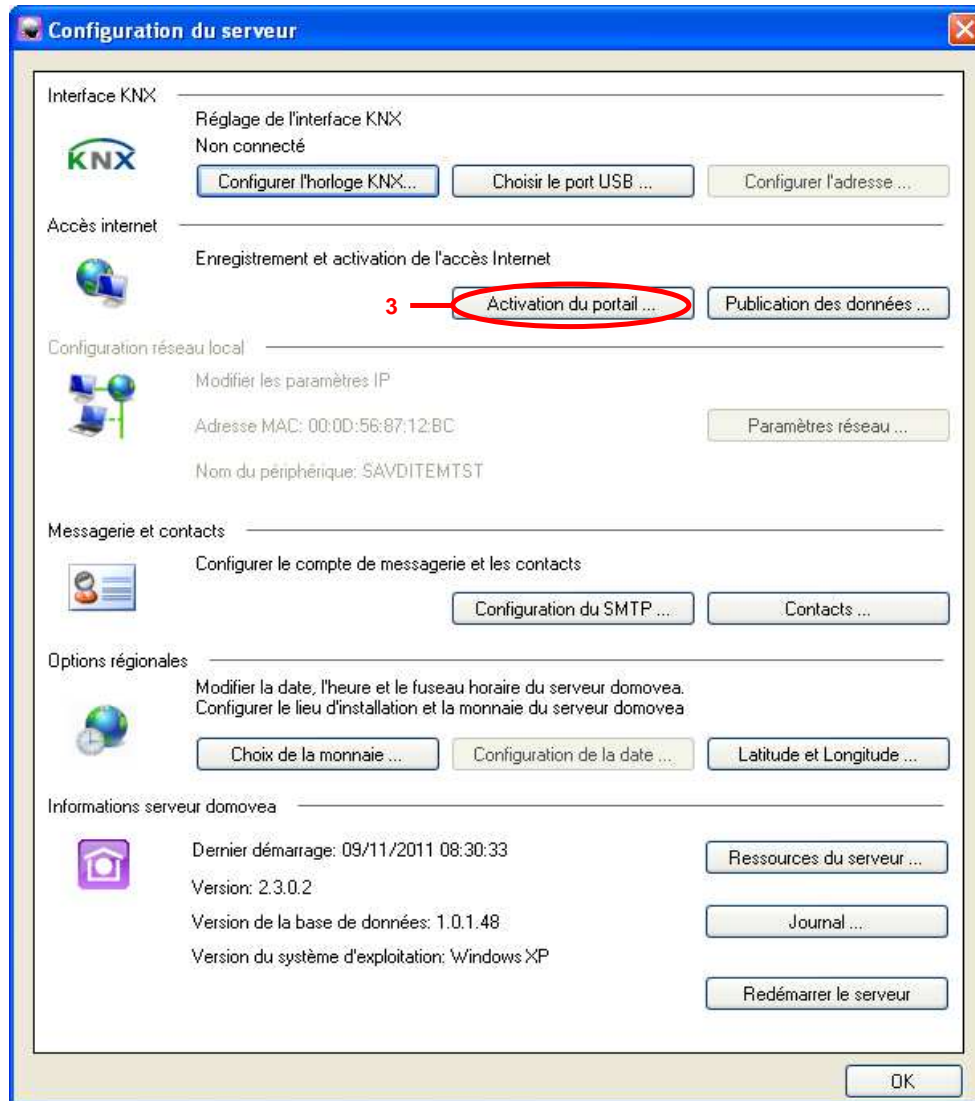 Configuration du serveur
Interface KNX
Réglage de l'interface KNX
KNX
Non connecté
Configurer l'horloge KNX... Choisir le port USB ... Configurer l'adresse ...
Accès internet
Enregistrement et activation de l'accès Internet
3 Activation du portail ... Publication des données ...
Configuration réseau local
Modifier les paramètres IP
Adresse MAC: 00:0D:56:87:12:BC Paramètres réseau ...
Nom du périphérique: SAVDITEMTST
Messagerie et contacts
Configurer le compte de messagerie et les contacts
Configuration du SMTP ... Contacts ...
Options régionales
Modifier la date, l'heure et le fuseau horaire du serveur domovea.
Configurer le lieu d'installation et la monnaie du serveur domovea
Choix de la monnaie ... Configuration de la date ... Latitude et Longitude ...
Informations serveur domovea
Dernier démarrage: 09/11/2011 08:30:33 Ressources du serveur ...
Version: 2.3.0.2
Version de la base de données: 1.0.1.48 Journal ...
Version du système d'exploitation: Windows XP
Redémarrer le serveur
OK